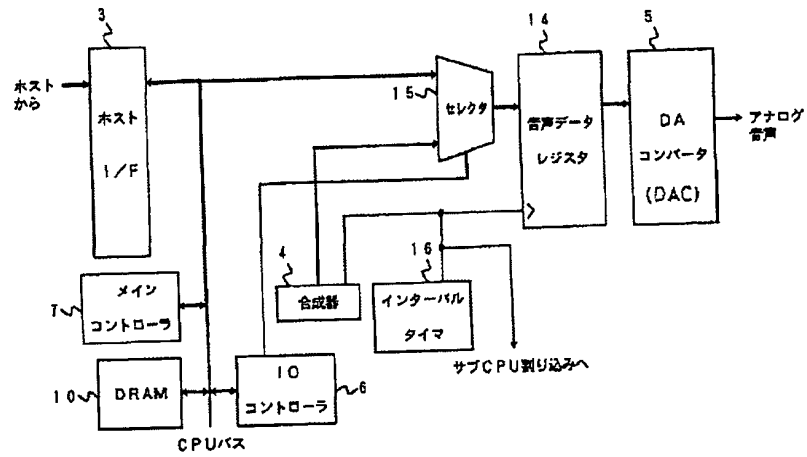 3
ホスト
から
ホスト
I/F
15
セレクタ
14
音声データ
レジスタ
5
DA
コンバータ
(DAC)
アナログ
音声
4
合成器
16
インターバル
タイマ
サブCPU割り込みへ
7
メイン
コントローラ
10
DRAM
IO
コントローラ
6
CPUバス